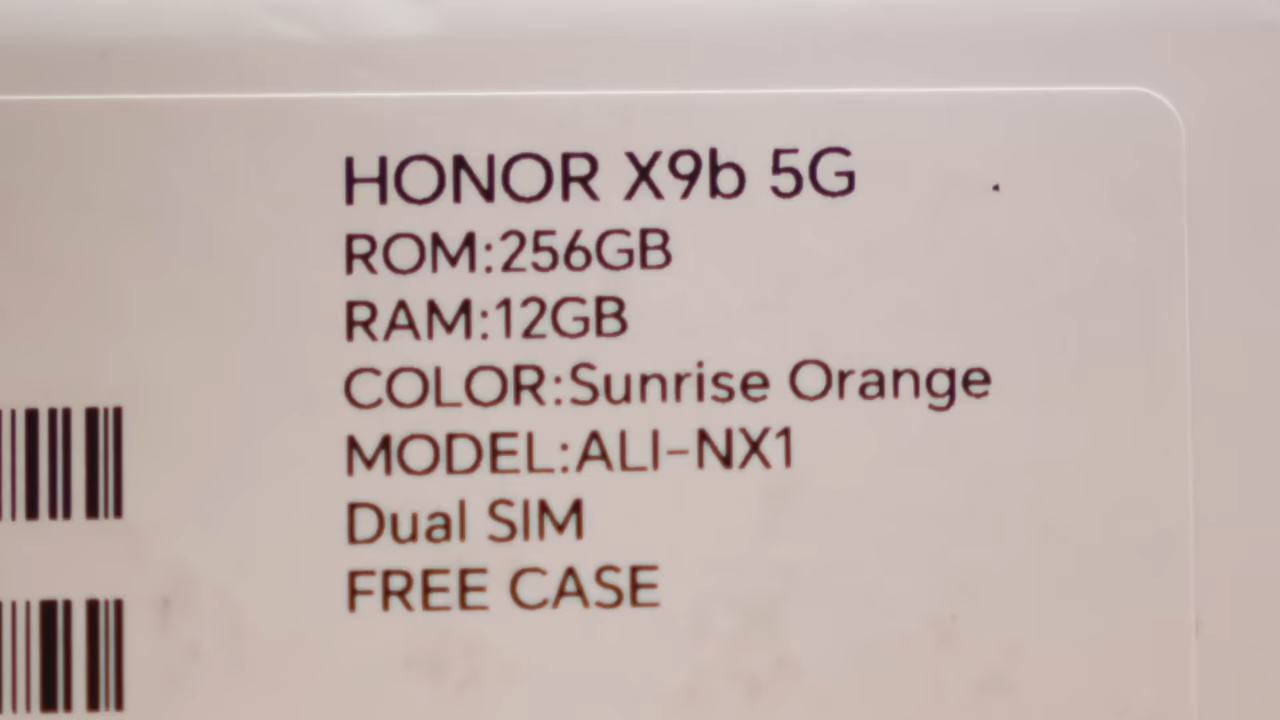 HONOR X9b 5G
ROM:256GB
RAM:12GB
COLOR:Sunrise Orange
MODEL:ALI-NX1
Dual SIM
FREE CASE